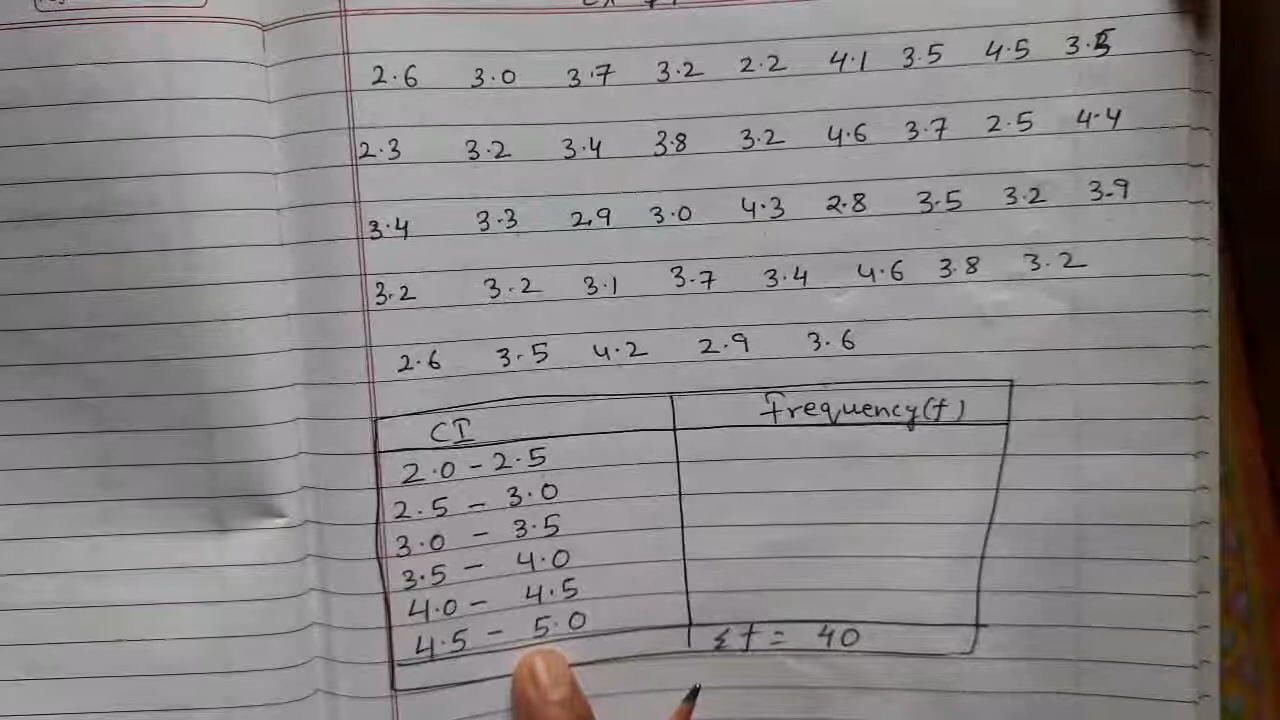 2.6 3.0 3.7 3.2 2.2 4.1 3.5 4.5 3.5
2.3 3.2 3.4 3.8 3.2 4.6 3.7 2.5 4.4
3.4 3.3 2.9 3.0 4.3 2.8 3.5 3.2 3.9
3.2 3.2 3.1 3.7 3.4 4.6 3.8 3.2
2.6 3.5 4.2 2.9 3.6
CI Frequency(f)
2.0 - 2.5
2.5 - 3.0
3.0 - 3.5
3.5 - 4.0
4.0 - 4.5
4.5 - 5.0
Σf = 40